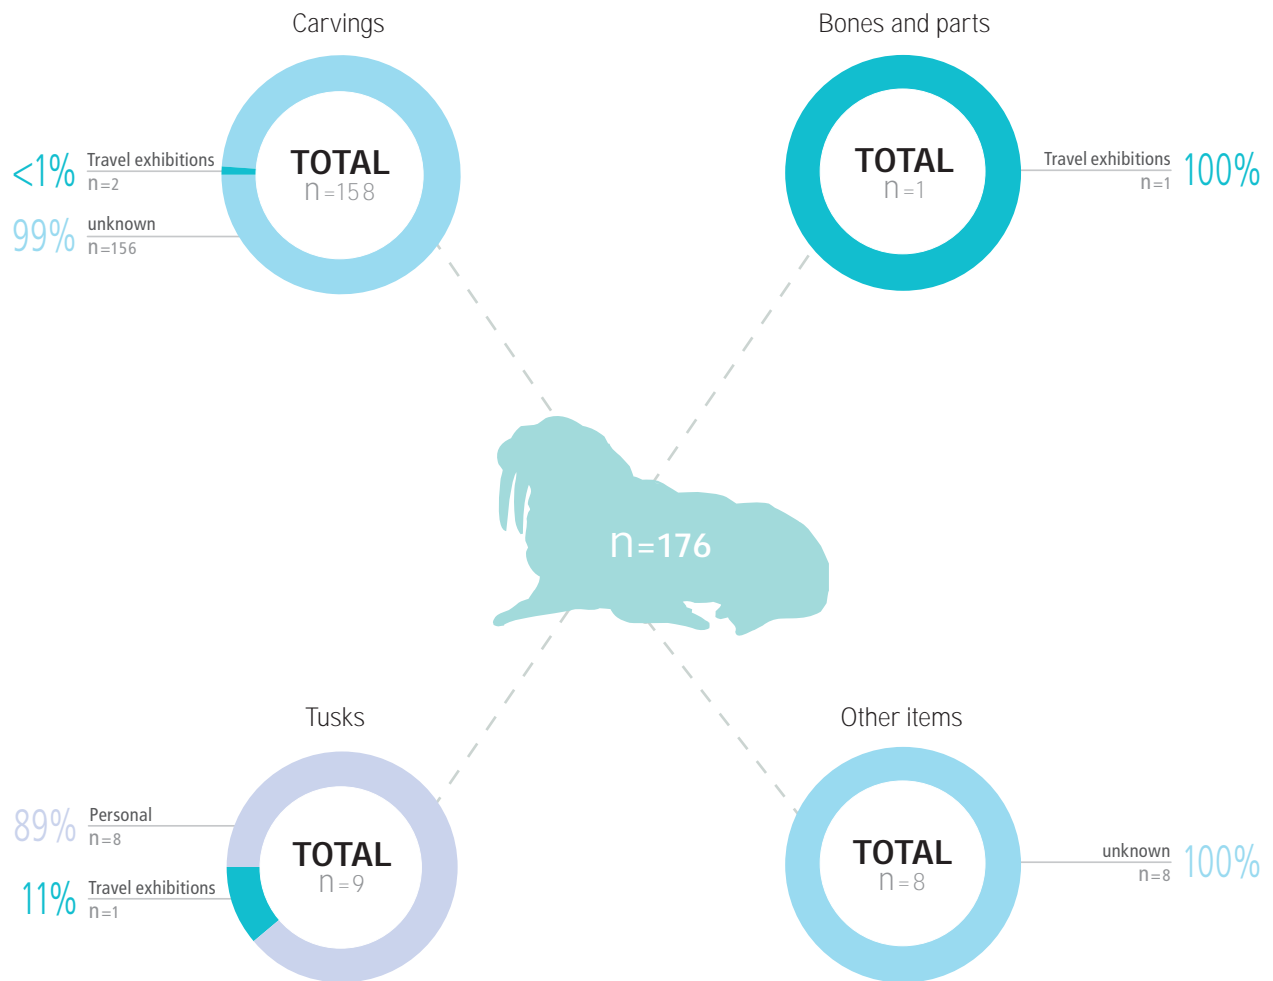 Carvings
TOTAL
n=158
<1%
Travel exhibitions
n=2
99%
unknown
n=156
Bones and parts
TOTAL
n=1
Travel exhibitions
n=1
100%
n=176
Tusks
TOTAL
n=9
89%
Personal
n=8
11%
Travel exhibitions
n=1
Other items
TOTAL
n=8
unknown
n=8
100%